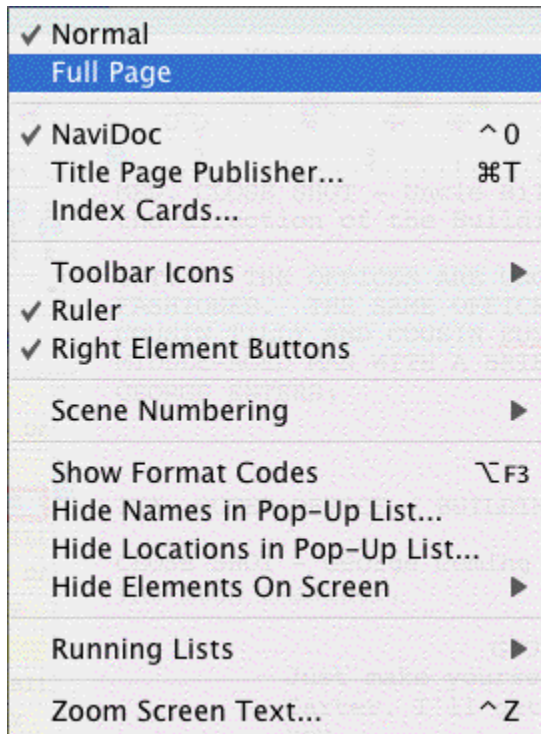 ✓ Normal
Full Page
✓ NaviDoc ^0
Title Page Publisher... ⌘T
Index Cards...
Toolbar Icons ▶
✓ Ruler
✓ Right Element Buttons
Scene Numbering ▶
Show Format Codes ⌥F3
Hide Names in Pop-Up List...
Hide Locations in Pop-Up List...
Hide Elements On Screen ▶
Running Lists ▶
Zoom Screen Text... ^Z